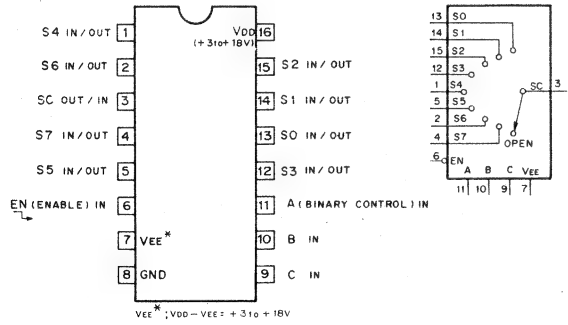 S4 IN/OUT 1
S6 IN/OUT 2
SC OUT/IN 3
S7 IN/OUT 4
S5 IN/OUT 5
EN (ENABLE) IN 6
7 VEE*
8 GND
VDD 16
(+3to+18V)
15 S2 IN/OUT
14 S1 IN/OUT
13 S0 IN/OUT
12 S3 IN/OUT
11 A (BINARY CONTROL) IN
10 B IN
9 C IN
VEE* ; VDD-VEE= +3to+18V
13 S0
14 S1
15 S2
12 S3
1 S4
5 S5
2 S6
4 S7
SC 3
OPEN
6 EN
A B C VEE
11 10 9 7